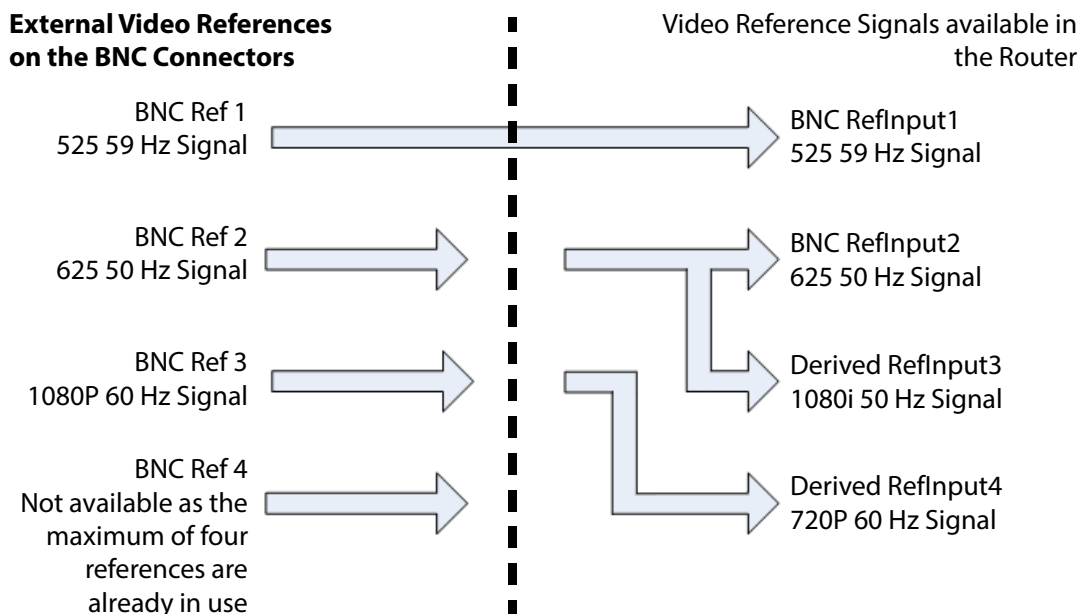 External Video References
on the BNC Connectors
Video Reference Signals available in
the Router
BNC Ref 1
525 59 Hz Signal
BNC RefInput1
525 59 Hz Signal
BNC Ref 2
625 50 Hz Signal
BNC RefInput2
625 50 Hz Signal
BNC Ref 3
1080P 60 Hz Signal
Derived RefInput3
1080i 50 Hz Signal
BNC Ref 4
Not available as the
maximum of four
references are
already in use
Derived RefInput4
720P 60 Hz Signal